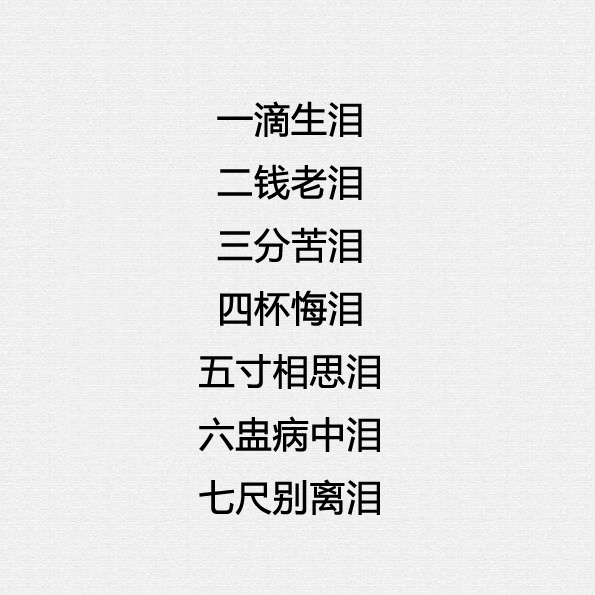 一滴生泪
二钱老泪
三分苦泪
四杯悔泪
五寸相思泪
六盅病中泪
七尺别离泪